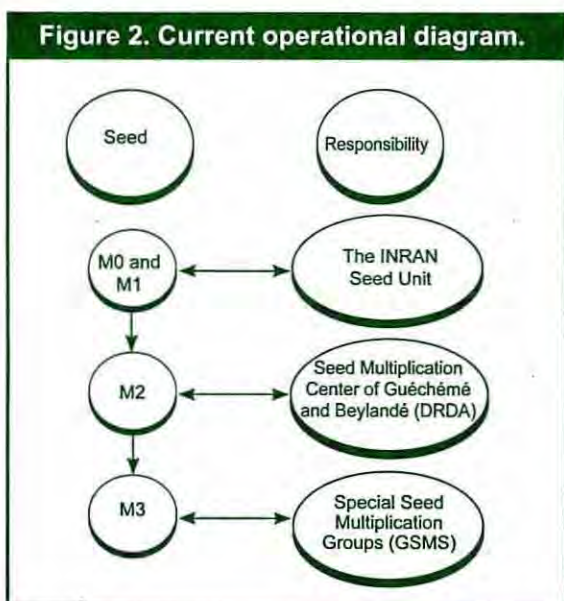 Figure 2. Current operational diagram.
Seed
Responsibility
M0 and
M1
The INRAN
Seed Unit
M2
Seed Multiplication
Center of Guéchémé
and Beylandé (DRDA)
M3
Special Seed
Multiplication
Groups (GSMS)